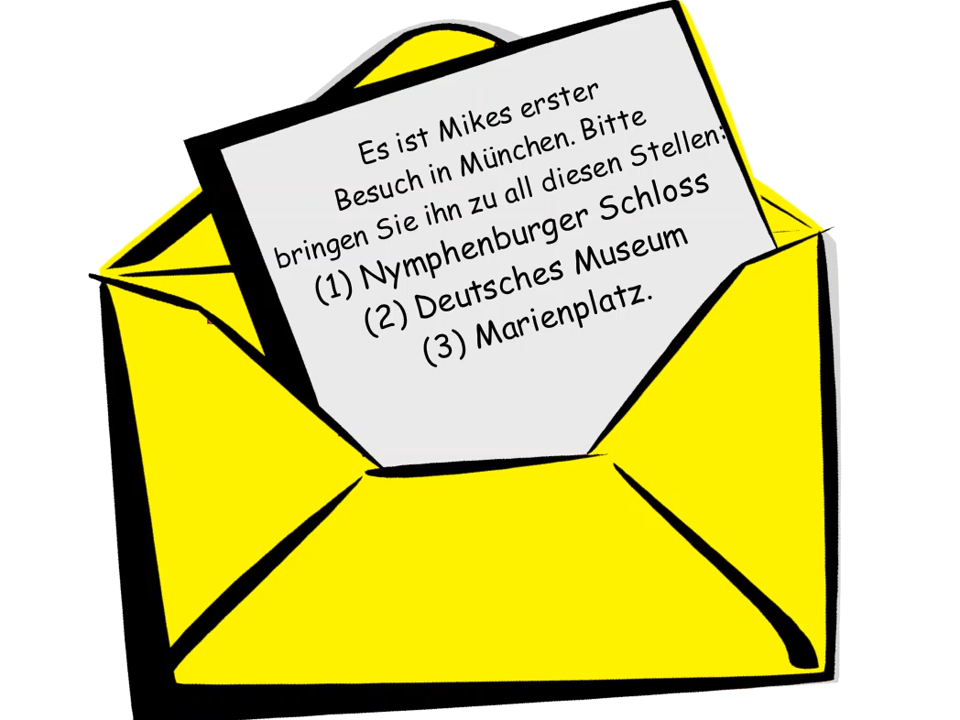 Es ist Mikes erster
Besuch in München. Bitte
bringen Sie ihn zu all diesen Stellen:
(1) Nymphenburger Schloss
(2) Deutsches Museum
(3) Marienplatz.